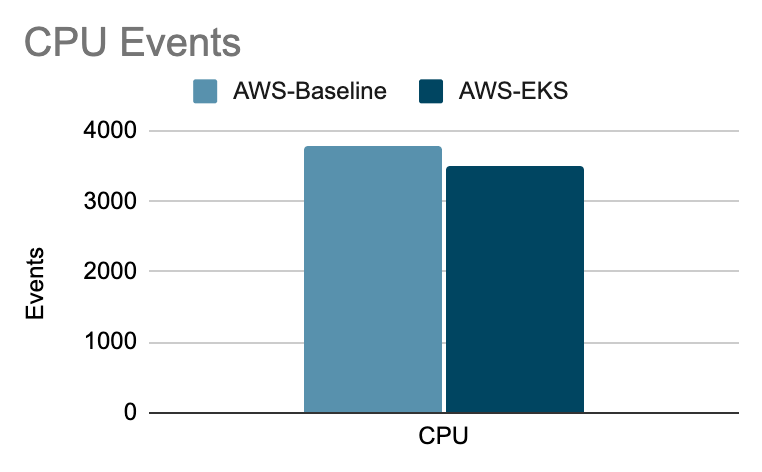 CPU Events
AWS-Baseline AWS-EKS
4000
3000
2000
1000
0
Events
CPU